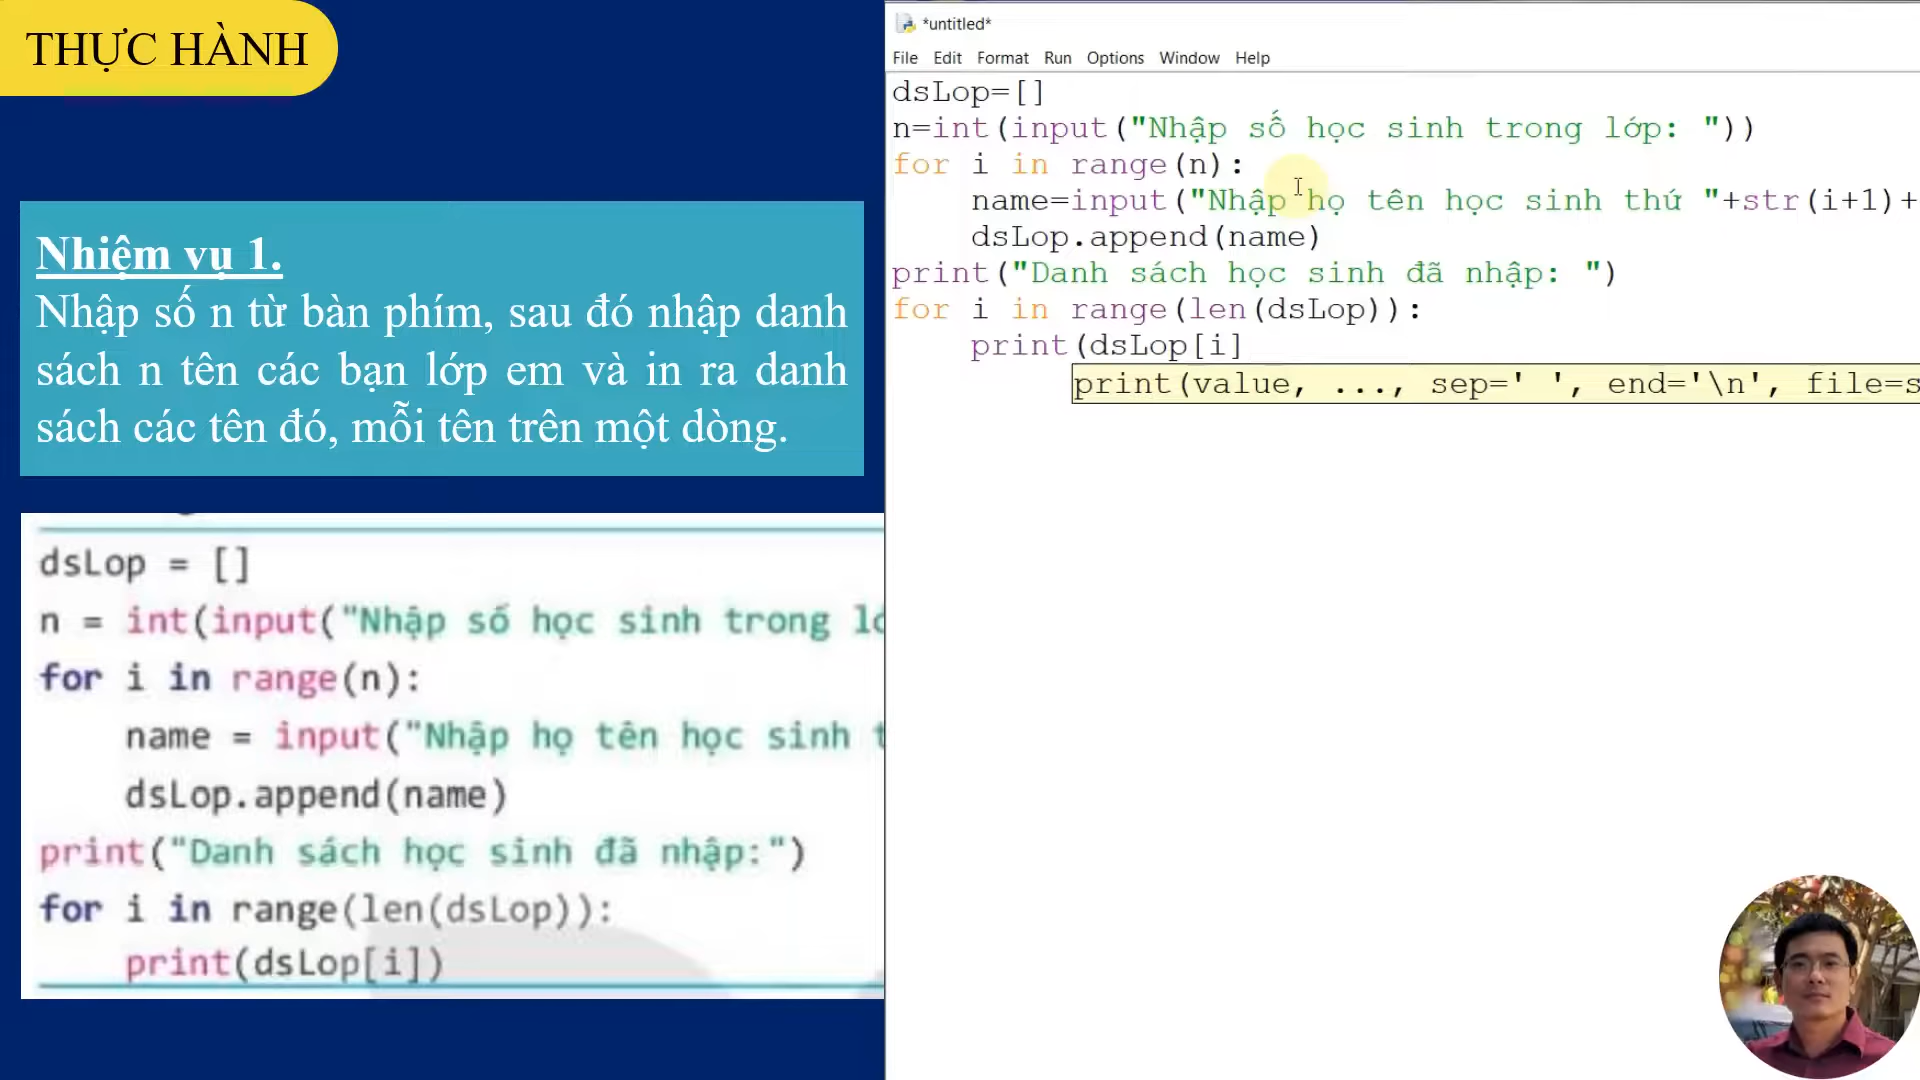 THỰC HÀNH
Nhiệm vụ 1.
Nhập số n từ bàn phím, sau đó nhập danh
sách n tên các bạn lớp em và in ra danh
sách các tên đó, mỗi tên trên một dòng.
dsLop = []
n = int(input("Nhập số học sinh trong
for i in range(n):
name = input("Nhập họ tên học sinh
dsLop.append(name)
print("Danh sách học sinh đã nhập:")
for i in range(len(dsLop)):
print(dsLop[i])
*untitled*
File Edit Format Run Options Window Help
dsLop=[]
n=int(input("Nhập số học sinh trong lớp: "))
for i in range(n):
name=input("Nhập họ tên học sinh thứ "+str(i+1)+
dsLop.append(name)
print("Danh sách học sinh đã nhập: ")
for i in range(len(dsLop)):
print(dsLop[i]
print(value, ..., sep=' ', end='\n', file=s